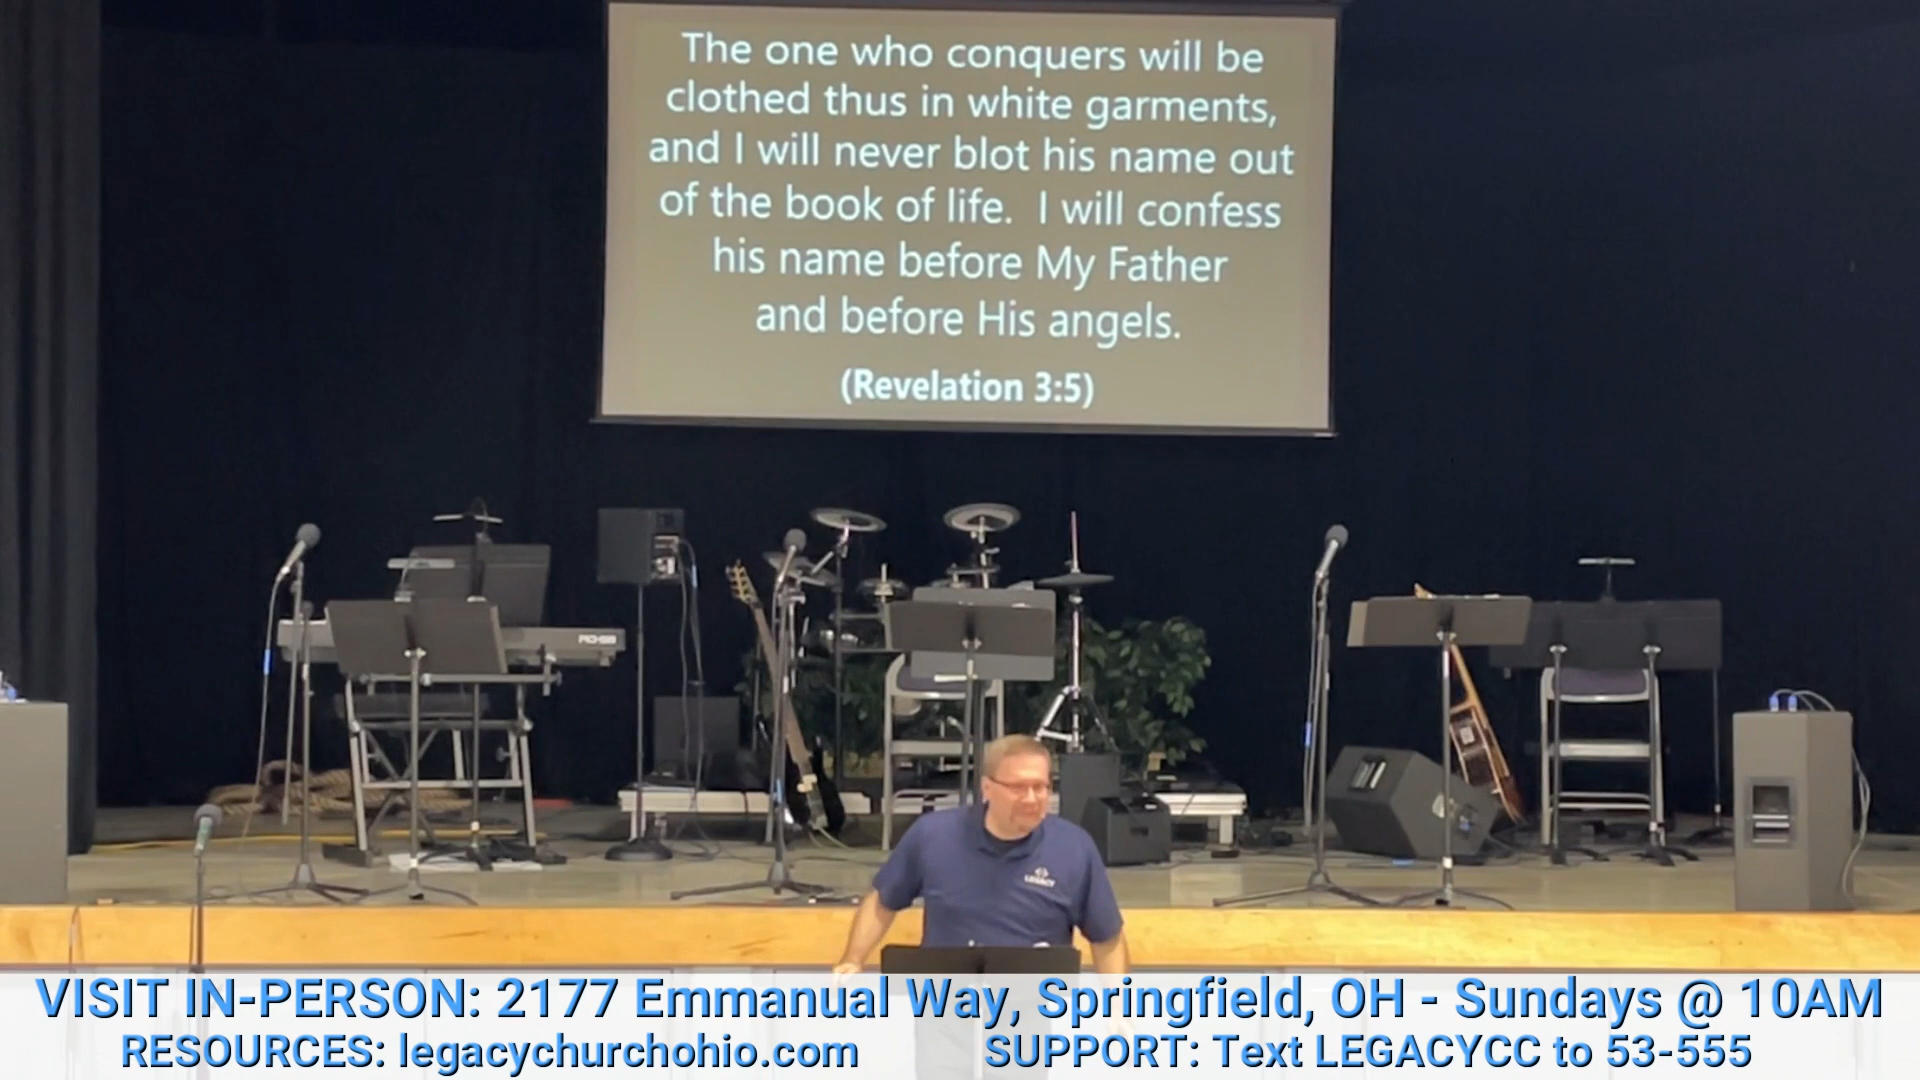 The one who conquers will be
clothed thus in white garments,
and I will never blot his name out
of the book of life. I will confess
his name before My Father
and before His angels.
(Revelation 3:5)
LEGACY
VISIT IN-PERSON: 2177 Emmanual Way, Springfield, OH - Sundays @ 10AM
RESOURCES: legacychurchohio.com SUPPORT: Text LEGACYCC to 53-555